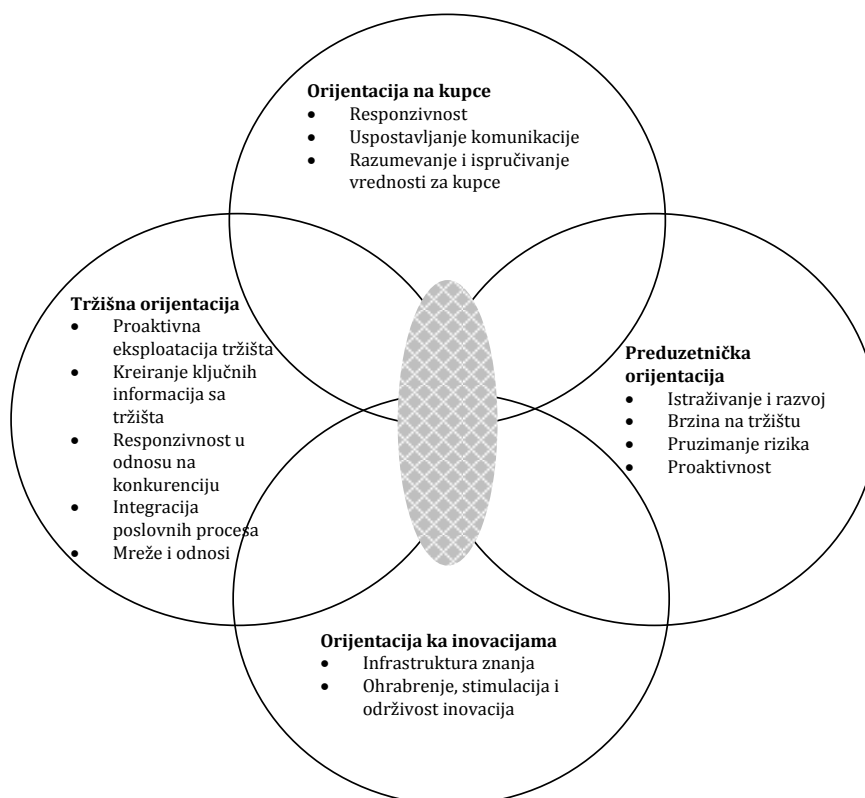 Orijentacija na kupce
• Responzivnost
• Uspostavljanje komunikacije
• Razumevanje i ispručivanje
vrednosti za kupce
Tržišna orijentacija
• Proaktivna
eksploatacija tržišta
• Kreiranje ključnih
informacija sa
tržišta
• Responzivnost u
odnosu na
konkurenciju
• Integracija
poslovnih procesa
• Mreže i odnosi
Preduzetnička
orijentacija
• Istraživanje i razvoj
• Brzina na tržištu
• Pruzimanje rizika
• Proaktivnost
Orijentacija ka inovacijama
• Infrastruktura znanja
• Ohrabrenje, stimulacija i
održivost inovacija